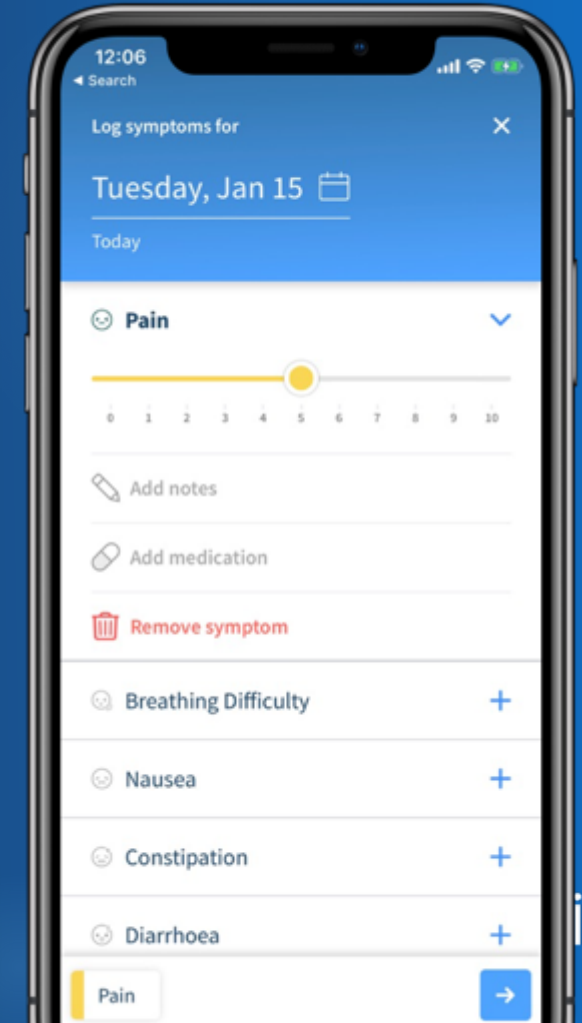 12:06
Search
Log symptoms for
Tuesday, Jan 15
Today
Pain
0 1 2 3 4 5 6 7 8 9 10
Add notes
Add medication
Remove symptom
Breathing Difficulty
Nausea
Constipation
Diarrhoea
Pain